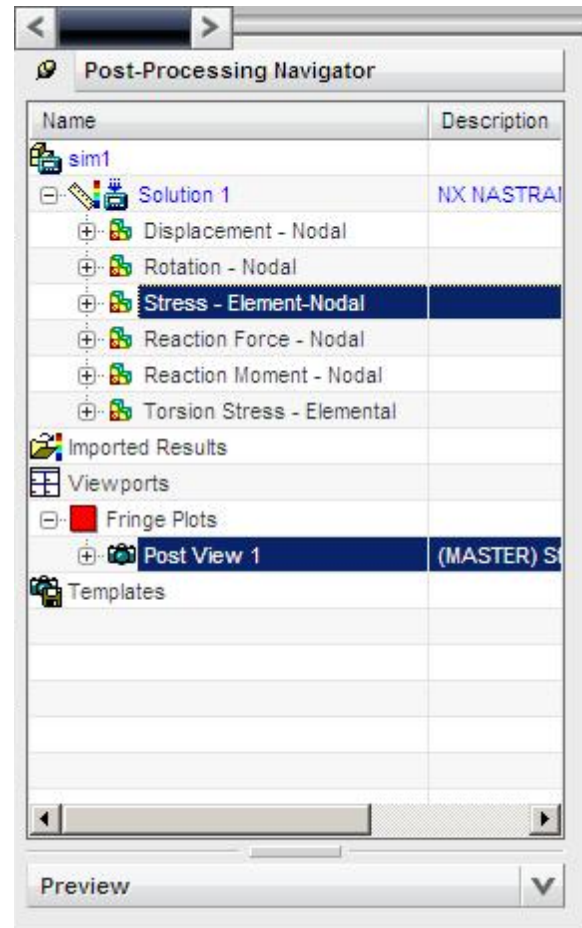 Post-Processing Navigator
Name Description
sim1
Solution 1 NX NASTRA
Displacement - Nodal
Rotation - Nodal
Stress - Element-Nodal
Reaction Force - Nodal
Reaction Moment - Nodal
Torsion Stress - Elemental
Imported Results
Viewports
Fringe Plots
Post View 1 (MASTER) St
Templates
Preview